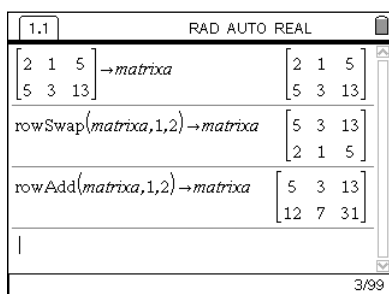 1.1 RAD AUTO REAL
[2 1 5
5 3 13]→matrixa [2 1 5
5 3 13]
rowSwap(matrixa,1,2)→matrixa [5 3 13
2 1 5]
rowAdd(matrixa,1,2)→matrixa [5 3 13
12 7 31]
3/99